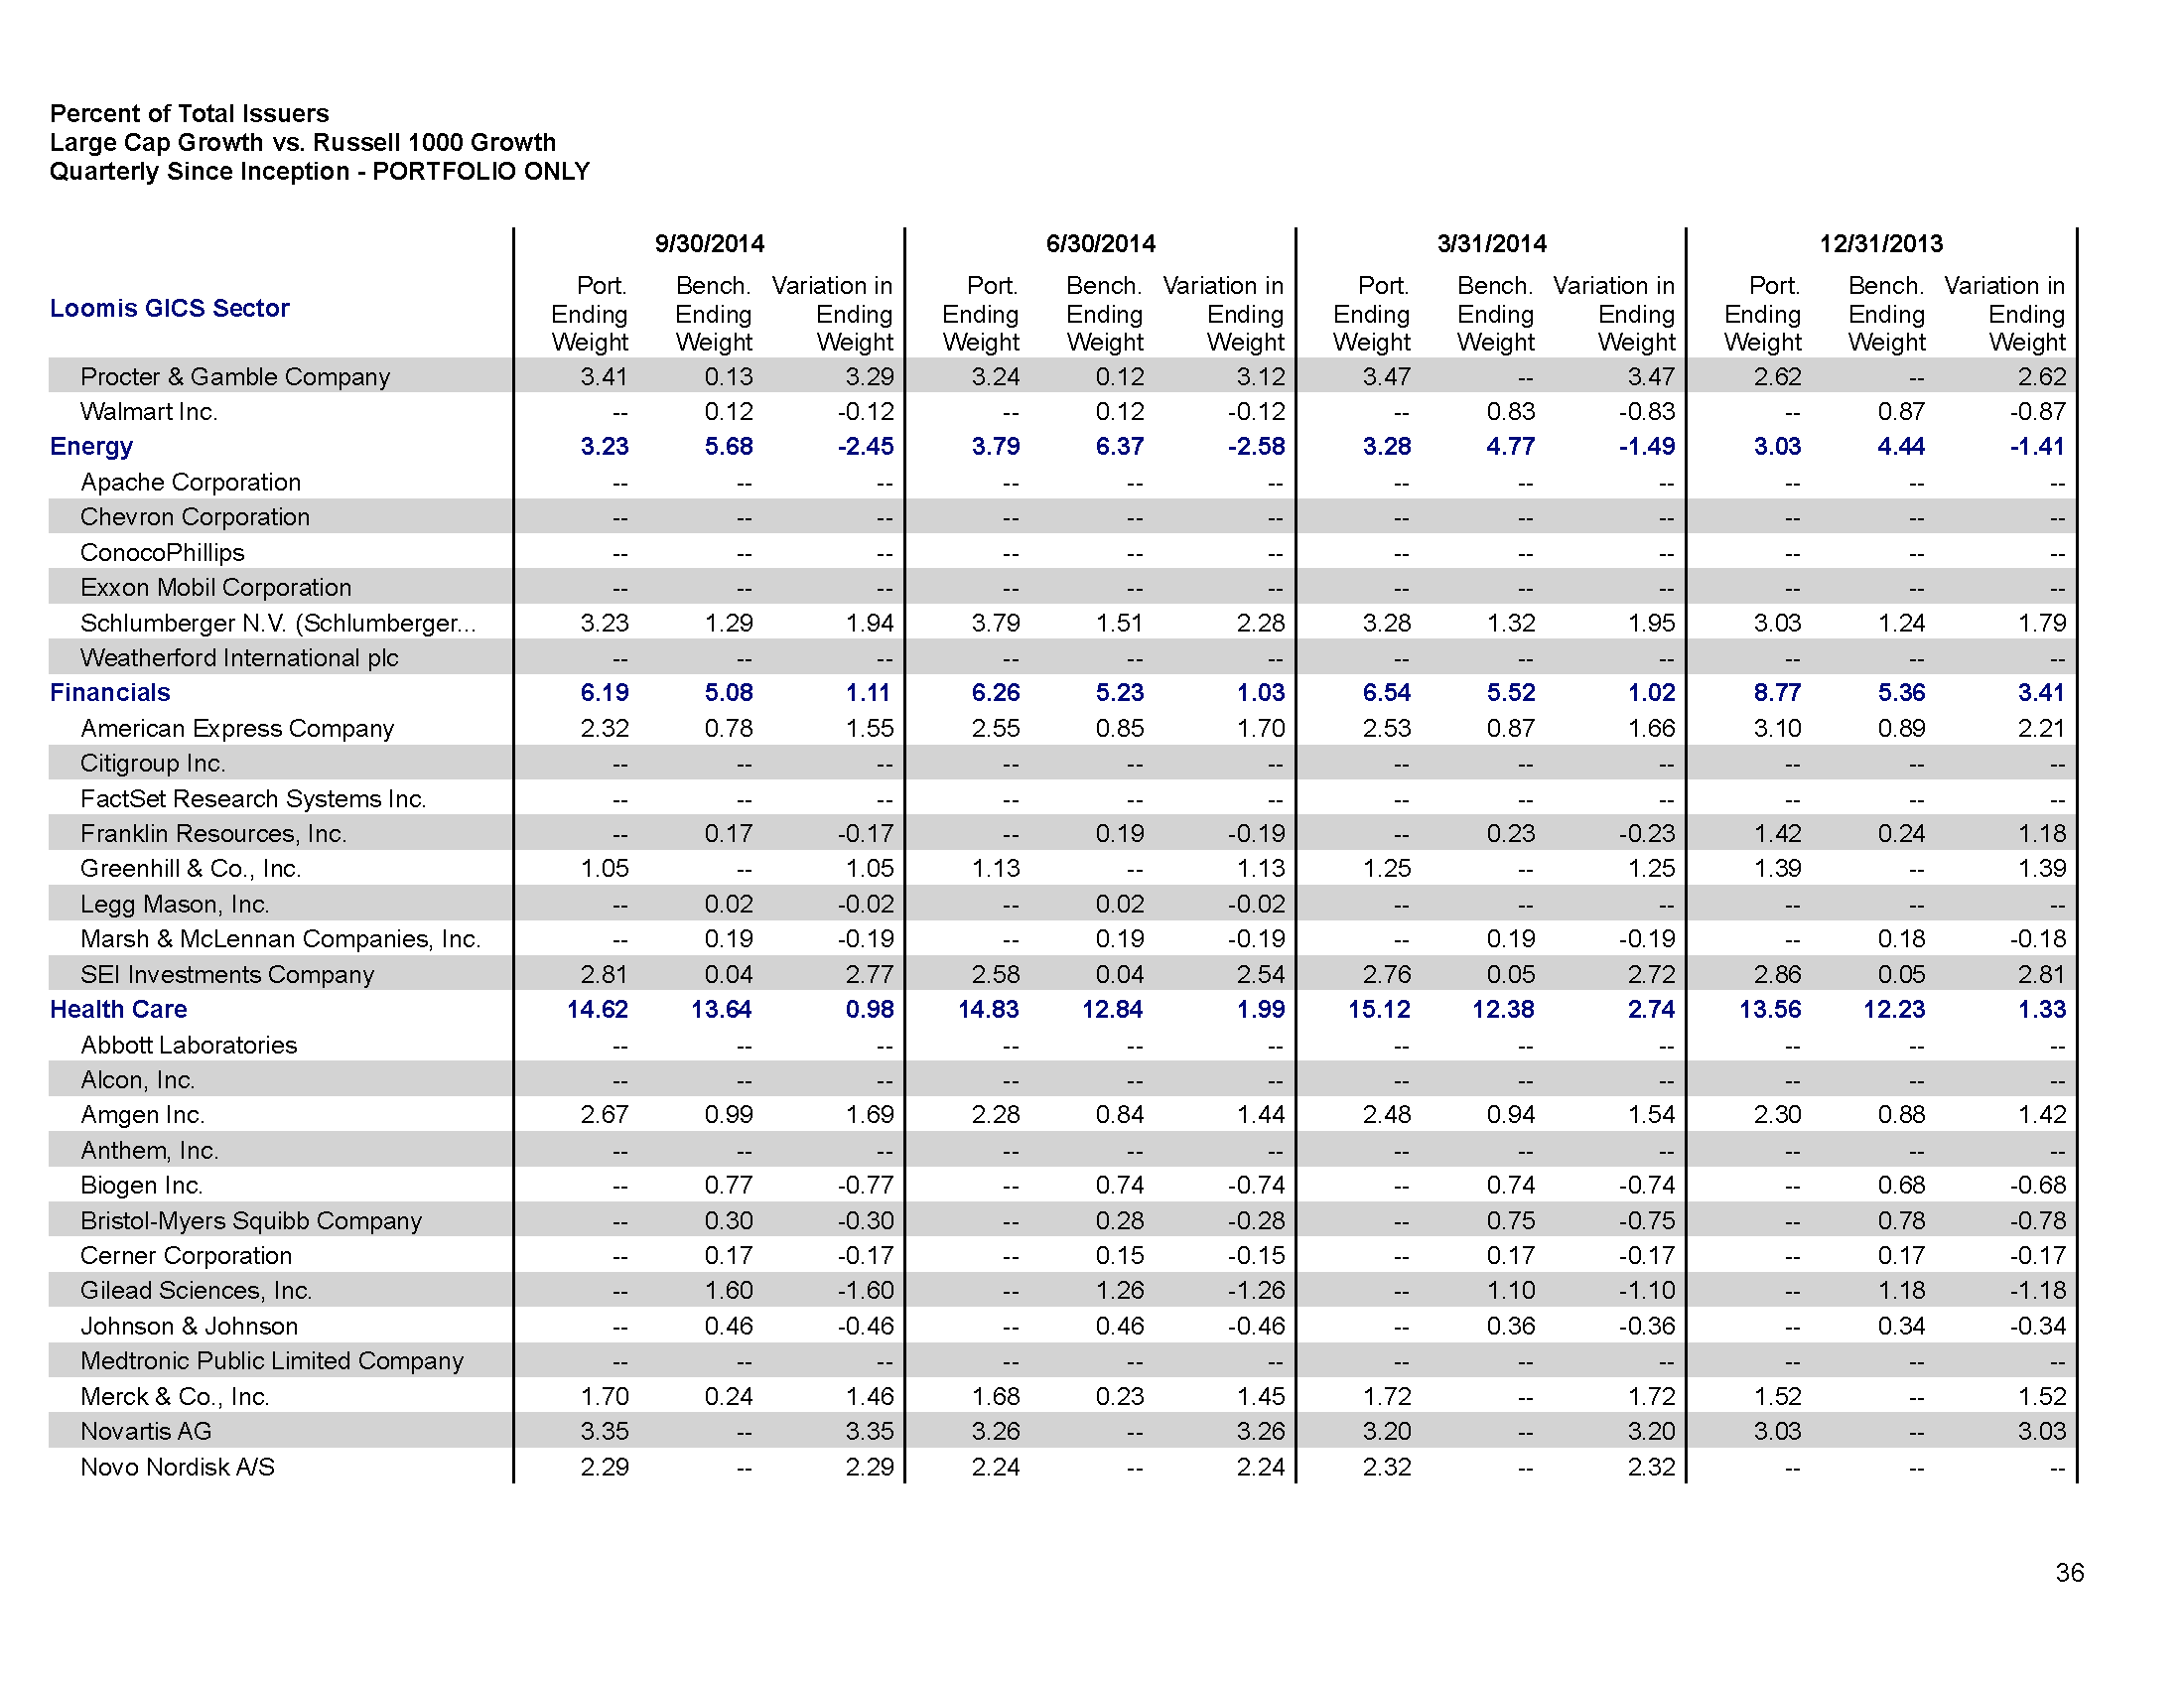 Percent of Total Issuers
Large Cap Growth vs. Russell 1000 Growth
Quarterly Since Inception - PORTFOLIO ONLY
9/30/2014 6/30/2014 3/31/2014 12/31/2013
Port. Bench. Variation in Port. Bench. Variation in Port. Bench. Variation in Port. Bench. Variation in
Loomis GICS Sector Ending Ending Ending Ending Ending Ending Ending Ending Ending Ending Ending Ending
Weight Weight Weight Weight Weight Weight Weight Weight Weight Weight Weight Weight
Procter & Gamble Company 3.41 0.13 3.29 3.24 0.12 3.12 3.47 -- 3.47 2.62 -- 2.62
Walmart Inc. -- 0.12 -0.12 -- 0.12 -0.12 -- 0.83 -0.83 -- 0.87 -0.87
Energy 3.23 5.68 -2.45 3.79 6.37 -2.58 3.28 4.77 -1.49 3.03 4.44 -1.41
Apache Corporation -- -- -- -- -- -- -- -- -- -- -- --
Chevron Corporation -- -- -- -- -- -- -- -- -- -- -- --
ConocoPhillips -- -- -- -- -- -- -- -- -- -- -- --
Exxon Mobil Corporation -- -- -- -- -- -- -- -- -- -- -- --
Schlumberger N.V. (Schlumberger... 3.23 1.29 1.94 3.79 1.51 2.28 3.28 1.32 1.95 3.03 1.24 1.79
Weatherford International plc -- -- -- -- -- -- -- -- -- -- -- --
Financials 6.19 5.08 1.11 6.26 5.23 1.03 6.54 5.52 1.02 8.77 5.36 3.41
American Express Company 2.32 0.78 1.55 2.55 0.85 1.70 2.53 0.87 1.66 3.10 0.89 2.21
Citigroup Inc. -- -- -- -- -- -- -- -- -- -- -- --
FactSet Research Systems Inc. -- -- -- -- -- -- -- -- -- -- -- --
Franklin Resources, Inc. -- 0.17 -0.17 -- 0.19 -0.19 -- 0.23 -0.23 1.42 0.24 1.18
Greenhill & Co., Inc. 1.05 -- 1.05 1.13 -- 1.13 1.25 -- 1.25 1.39 -- 1.39
Legg Mason, Inc. -- 0.02 -0.02 -- 0.02 -0.02 -- -- -- -- -- --
Marsh & McLennan Companies, Inc. -- 0.19 -0.19 -- 0.19 -0.19 -- 0.19 -0.19 -- 0.18 -0.18
SEI Investments Company 2.81 0.04 2.77 2.58 0.04 2.54 2.76 0.05 2.72 2.86 0.05 2.81
Health Care 14.62 13.64 0.98 14.83 12.84 1.99 15.12 12.38 2.74 13.56 12.23 1.33
Abbott Laboratories -- -- -- -- -- -- -- -- -- -- -- --
Alcon, Inc. -- -- -- -- -- -- -- -- -- -- -- --
Amgen Inc. 2.67 0.99 1.69 2.28 0.84 1.44 2.48 0.94 1.54 2.30 0.88 1.42
Anthem, Inc. -- -- -- -- -- -- -- -- -- -- -- --
Biogen Inc. -- 0.77 -0.77 -- 0.74 -0.74 -- 0.74 -0.74 -- 0.68 -0.68
Bristol-Myers Squibb Company -- 0.30 -0.30 -- 0.28 -0.28 -- 0.75 -0.75 -- 0.78 -0.78
Cerner Corporation -- 0.17 -0.17 -- 0.15 -0.15 -- 0.17 -0.17 -- 0.17 -0.17
Gilead Sciences, Inc. -- 1.60 -1.60 -- 1.26 -1.26 -- 1.10 -1.10 -- 1.18 -1.18
Johnson & Johnson -- 0.46 -0.46 -- 0.46 -0.46 -- 0.36 -0.36 -- 0.34 -0.34
Medtronic Public Limited Company -- -- -- -- -- -- -- -- -- -- -- --
Merck & Co., Inc. 1.70 0.24 1.46 1.68 0.23 1.45 1.72 -- 1.72 1.52 -- 1.52
Novartis AG 3.35 -- 3.35 3.26 -- 3.26 3.20 -- 3.20 3.03 -- 3.03
Novo Nordisk A/S 2.29 -- 2.29 2.24 -- 2.24 2.32 -- 2.32 -- -- --
36